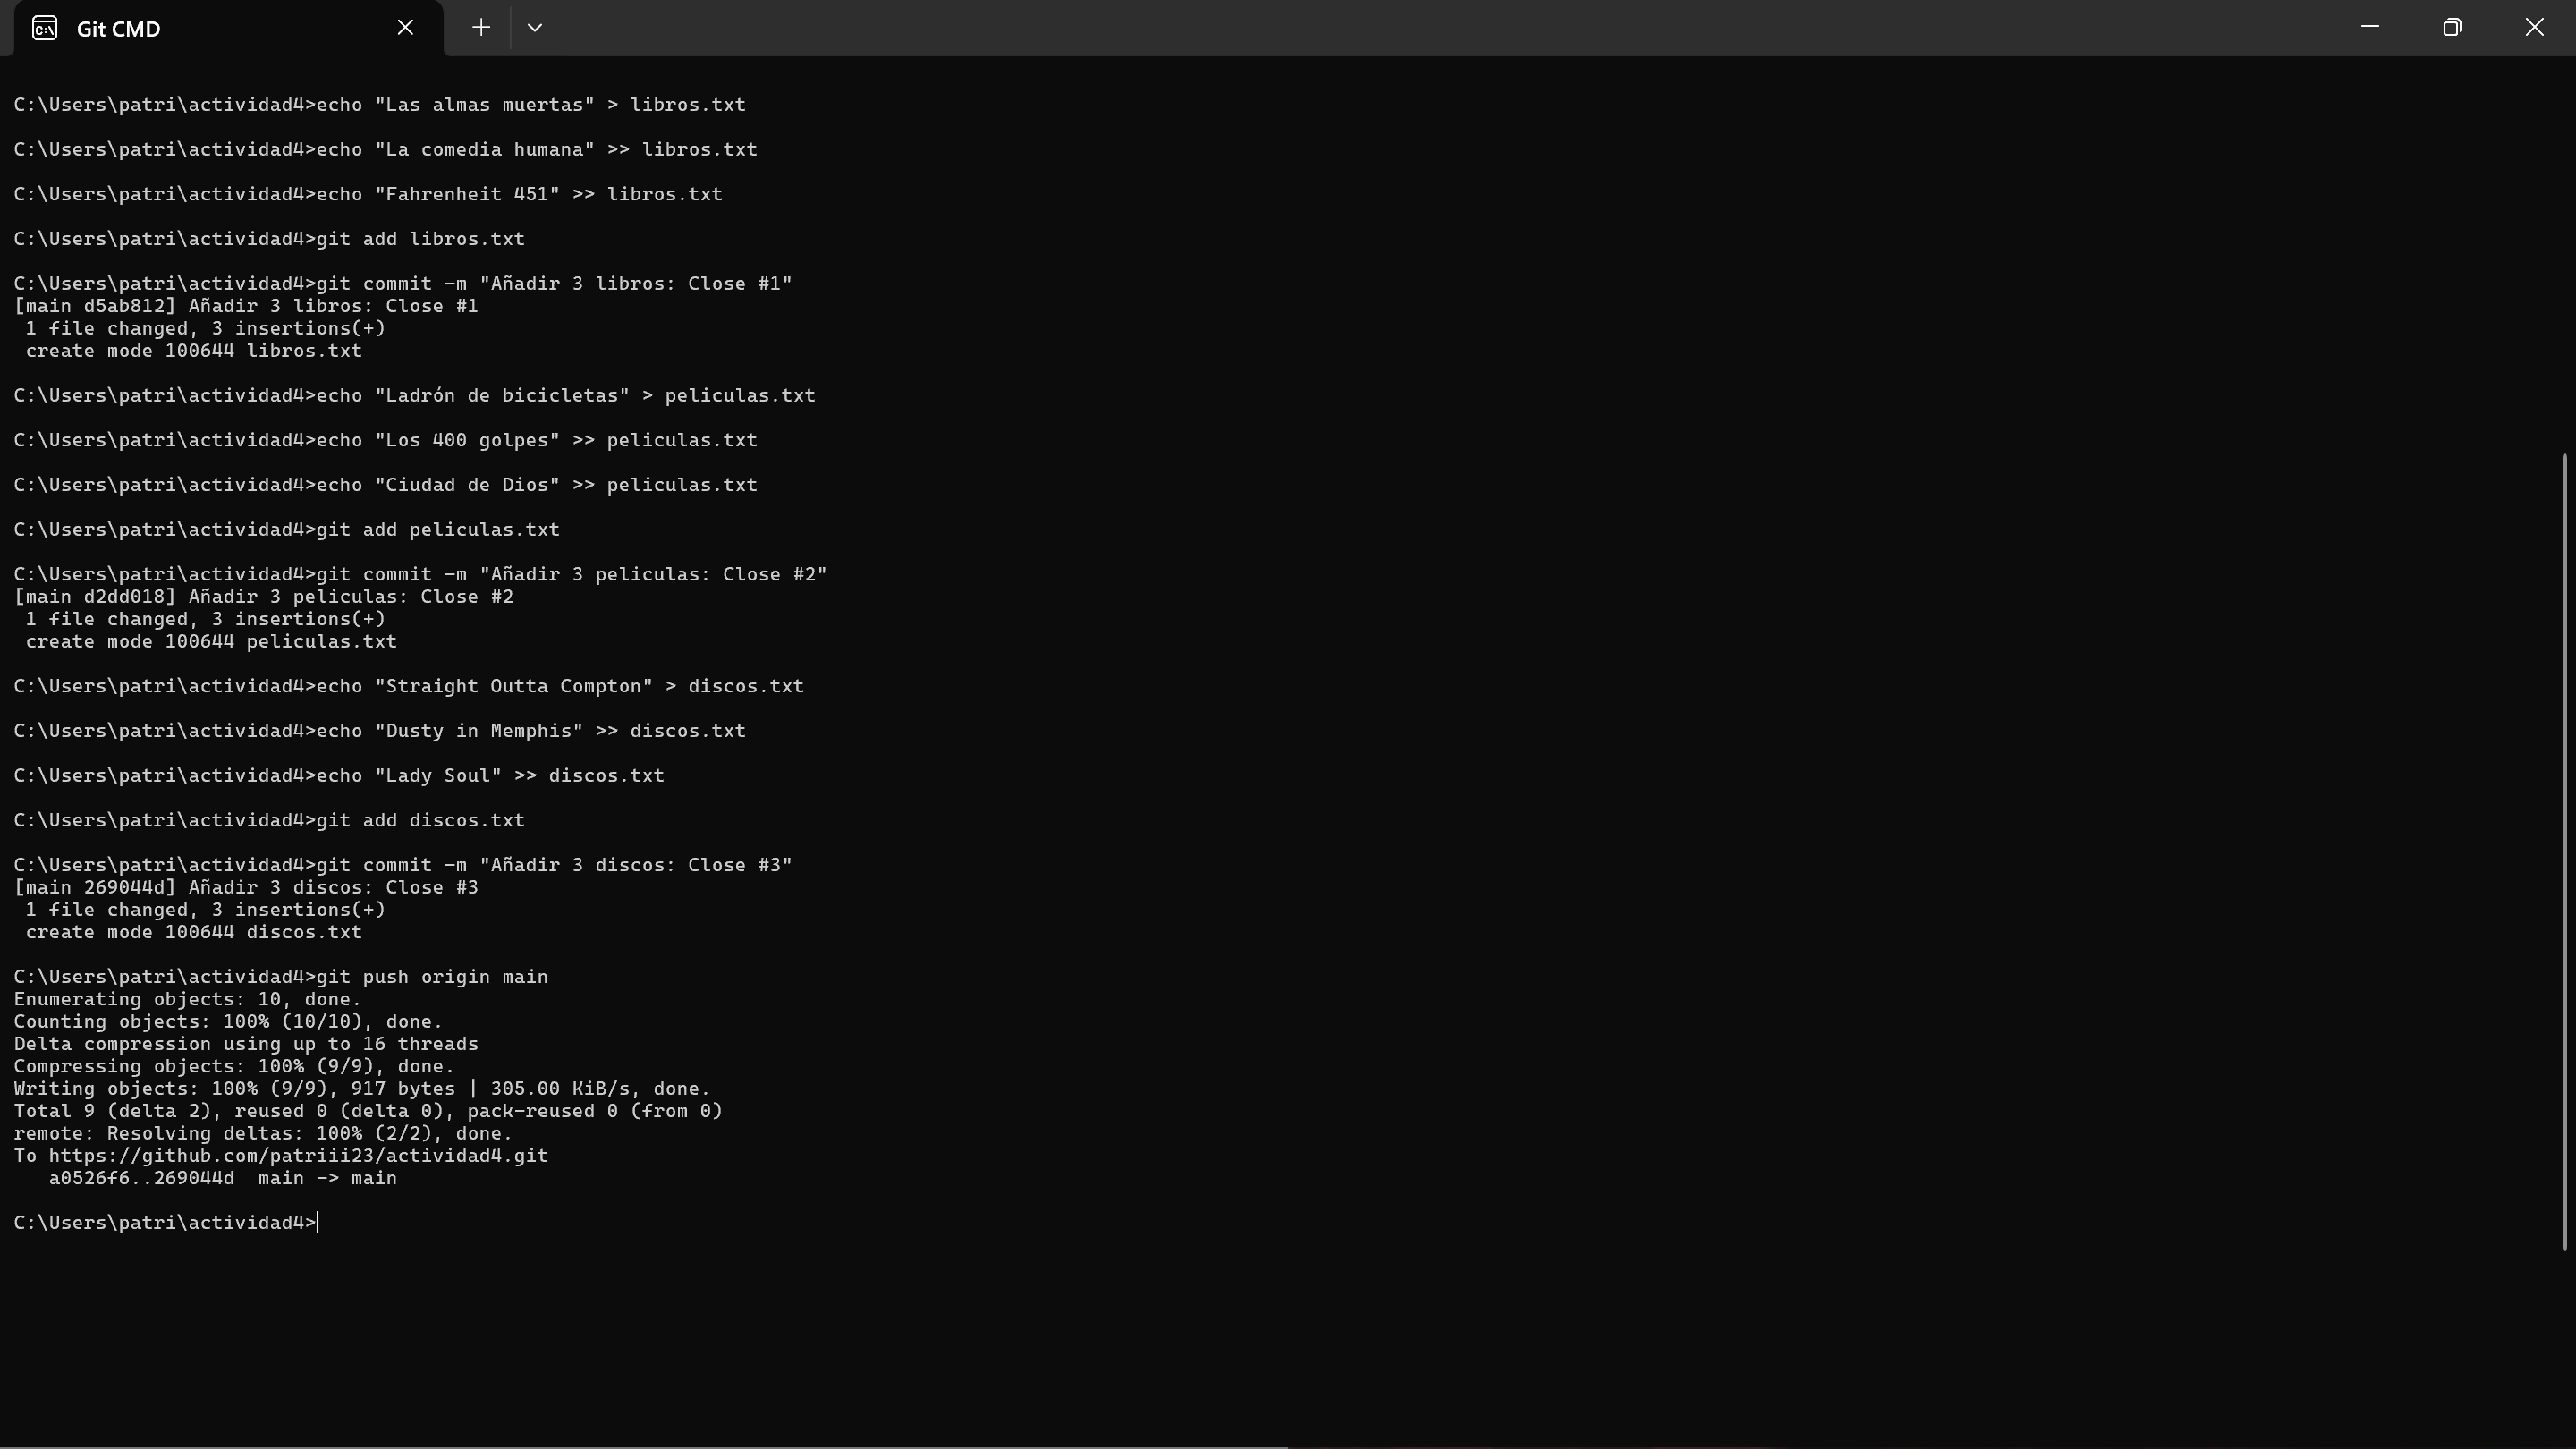 Git CMD
C:\Users\patri\actividad4>echo "Las almas muertas" > libros.txt
C:\Users\patri\actividad4>echo "La comedia humana" >> libros.txt
C:\Users\patri\actividad4>echo "Fahrenheit 451" >> libros.txt
C:\Users\patri\actividad4>git add libros.txt
C:\Users\patri\actividad4>git commit -m "Añadir 3 libros: Close #1"
[main d5ab812] Añadir 3 libros: Close #1
 1 file changed, 3 insertions(+)
 create mode 100644 libros.txt
C:\Users\patri\actividad4>echo "Ladrón de bicicletas" > peliculas.txt
C:\Users\patri\actividad4>echo "Los 400 golpes" >> peliculas.txt
C:\Users\patri\actividad4>echo "Ciudad de Dios" >> peliculas.txt
C:\Users\patri\actividad4>git add peliculas.txt
C:\Users\patri\actividad4>git commit -m "Añadir 3 peliculas: Close #2"
[main d2dd018] Añadir 3 peliculas: Close #2
 1 file changed, 3 insertions(+)
 create mode 100644 peliculas.txt
C:\Users\patri\actividad4>echo "Straight Outta Compton" > discos.txt
C:\Users\patri\actividad4>echo "Dusty in Memphis" >> discos.txt
C:\Users\patri\actividad4>echo "Lady Soul" >> discos.txt
C:\Users\patri\actividad4>git add discos.txt
C:\Users\patri\actividad4>git commit -m "Añadir 3 discos: Close #3"
[main 269044d] Añadir 3 discos: Close #3
 1 file changed, 3 insertions(+)
 create mode 100644 discos.txt
C:\Users\patri\actividad4>git push origin main
Enumerating objects: 10, done.
Counting objects: 100% (10/10), done.
Delta compression using up to 16 threads
Compressing objects: 100% (9/9), done.
Writing objects: 100% (9/9), 917 bytes | 305.00 KiB/s, done.
Total 9 (delta 2), reused 0 (delta 0), pack-reused 0 (from 0)
remote: Resolving deltas: 100% (2/2), done.
To https://github.com/patriii23/actividad4.git
   a0526f6..269044d  main -> main
C:\Users\patri\actividad4>